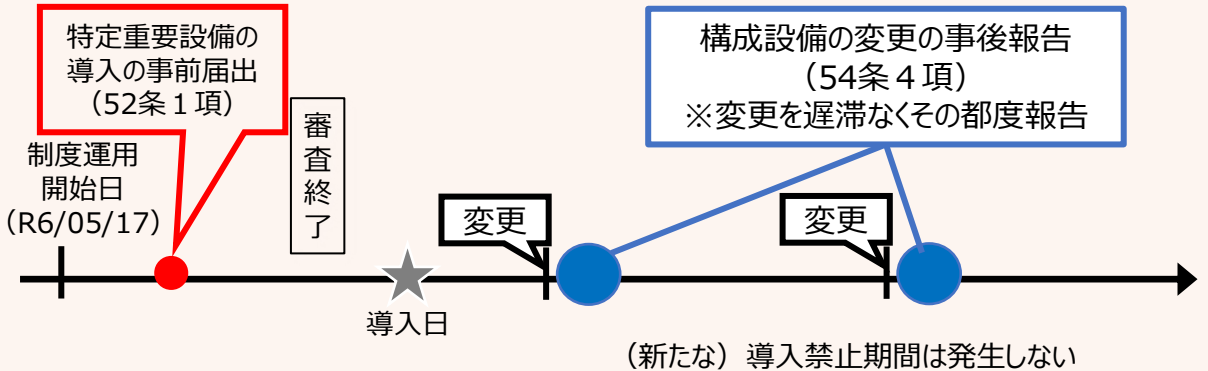 特定重要設備の
導入の事前届出
（52条１項）
構成設備の変更の事後報告
（54条４項）
※変更を遅滞なくその都度報告
制度運用
開始日
（R6/05/17）
審査終了
変更
変更
導入日
（新たな）導入禁止期間は発生しない